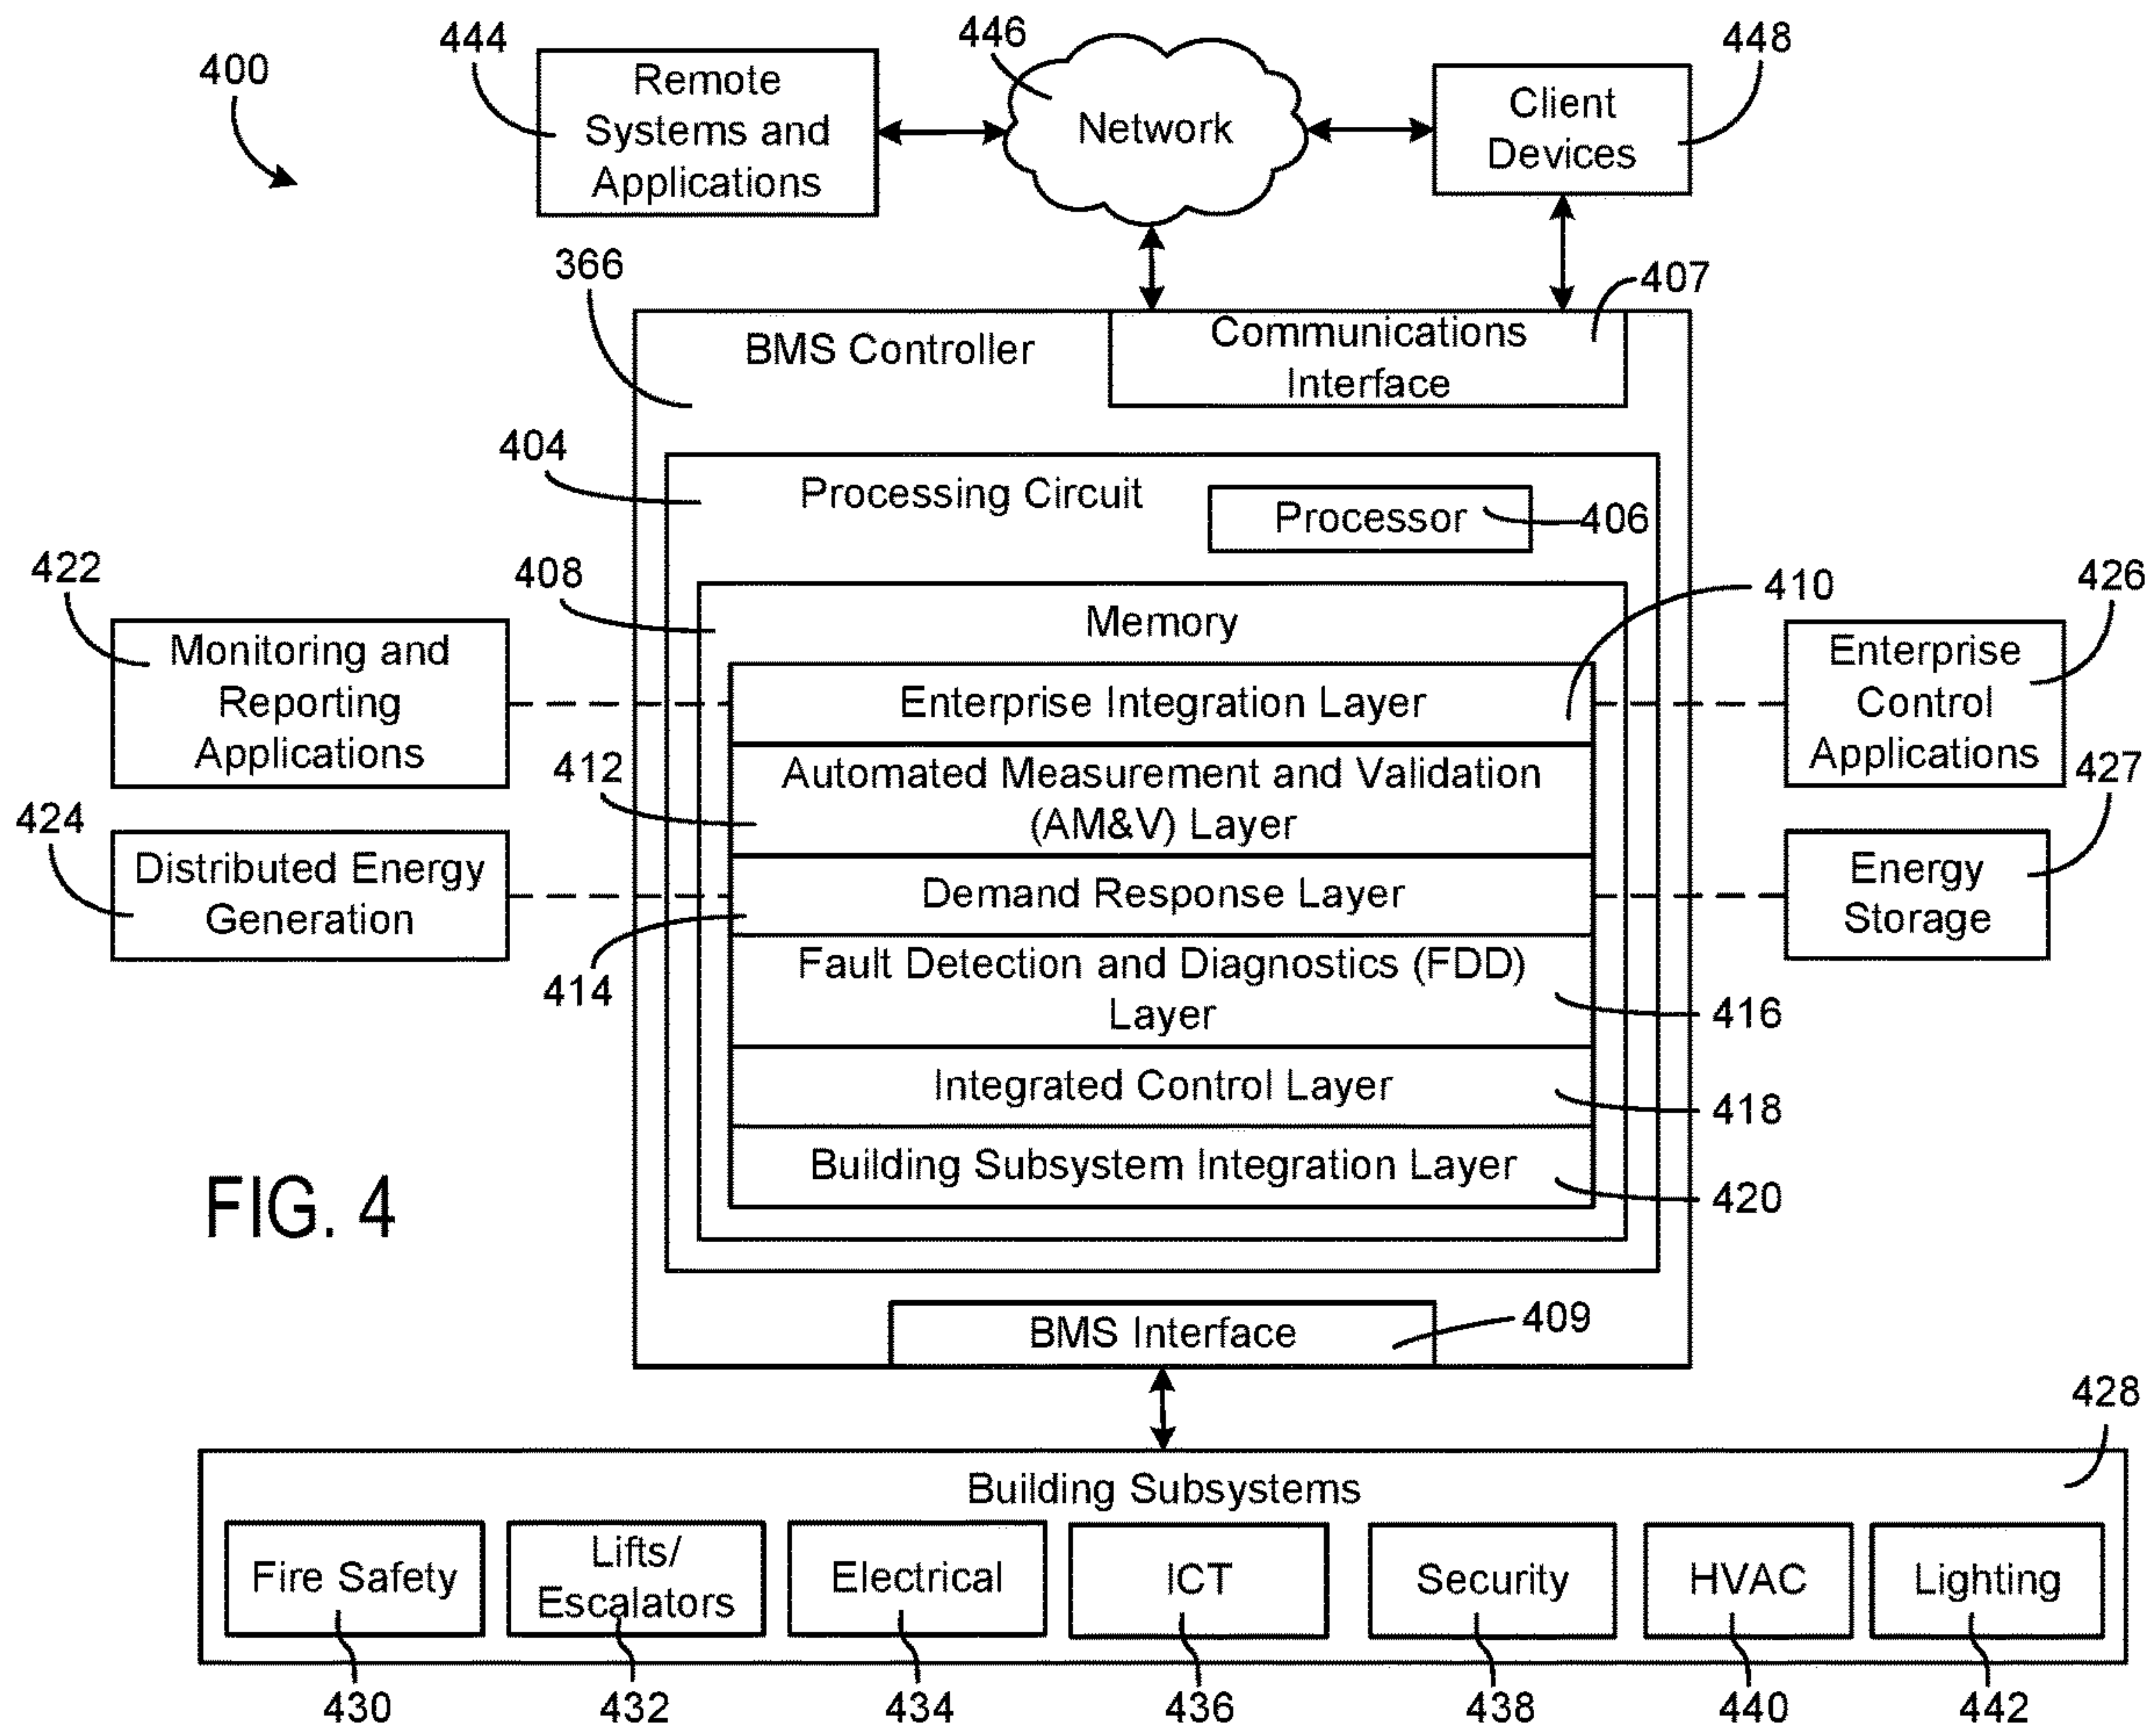 400
444
Remote
Systems and
Applications
446
Network
448
Client
Devices
366
BMS Controller
Communications
Interface
407
404
Processing Circuit
Processor
406
408
Memory
410
422
Monitoring and
Reporting
Applications
Enterprise Integration Layer
426
Enterprise
Control
Applications
412
Automated Measurement and Validation
(AM&V) Layer
427
424
Distributed Energy
Generation
Demand Response Layer
Energy
Storage
414
Fault Detection and Diagnostics (FDD)
Layer
416
Integrated Control Layer
418
Building Subsystem Integration Layer
420
FIG. 4
BMS Interface
409
428
Building Subsystems
Fire Safety
Lifts/
Escalators
Electrical
ICT
Security
HVAC
Lighting
430
432
434
436
438
440
442